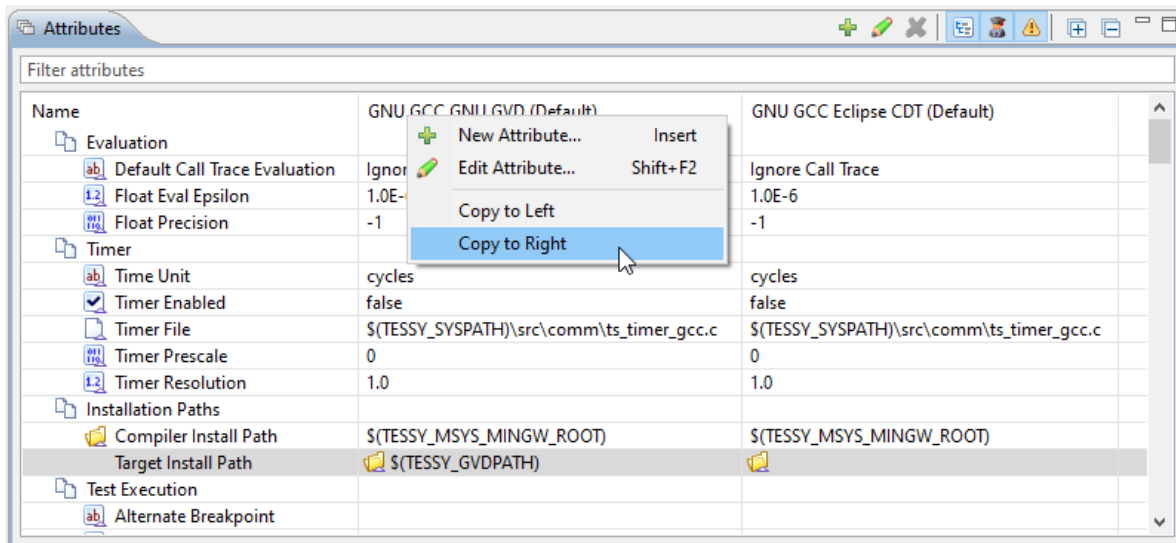 Attributes
Filter attributes
Name GNU GCC GNU GVD (Default) GNU GCC Eclipse CDT (Default)
New Attribute... Insert
Edit Attribute... Shift+F2
Copy to Left
Copy to Right
Evaluation
Default Call Trace Evaluation Ignor Ignore Call Trace
Float Eval Epsilon 1.0E- 1.0E-6
Float Precision -1 -1
Timer
Time Unit cycles cycles
Timer Enabled false false
Timer File $(TESSY_SYSPATH)\src\comm\ts_timer_gcc.c $(TESSY_SYSPATH)\src\comm\ts_timer_gcc.c
Timer Prescale 0 0
Timer Resolution 1.0 1.0
Installation Paths
Compiler Install Path $(TESSY_MSYS_MINGW_ROOT) $(TESSY_MSYS_MINGW_ROOT)
Target Install Path $(TESSY_GVDPATH)
Test Execution
Alternate Breakpoint